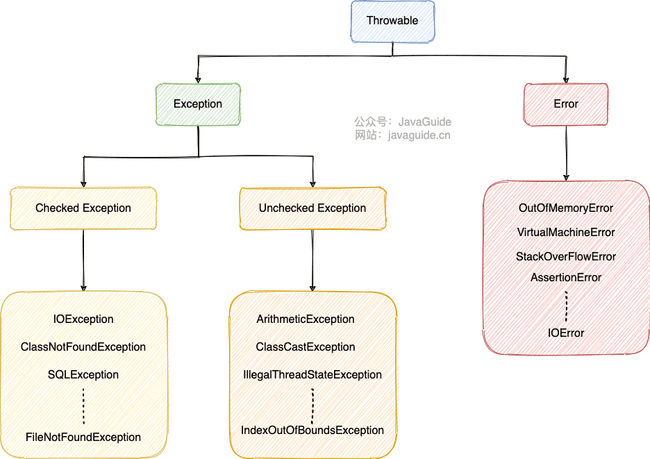 Throwable
Exception
Error
公众号：JavaGuide
网站：javaguide.cn
Checked Exception
Unchecked Exception
OutOfMemoryError
VirtualMachineError
StackOverFlowError
AssertionError
IOError
IOException
ClassNotFoundException
SQLException
FileNotFoundException
ArithmeticException
ClassCastException
IllegalThreadStateException
IndexOutOfBoundsException